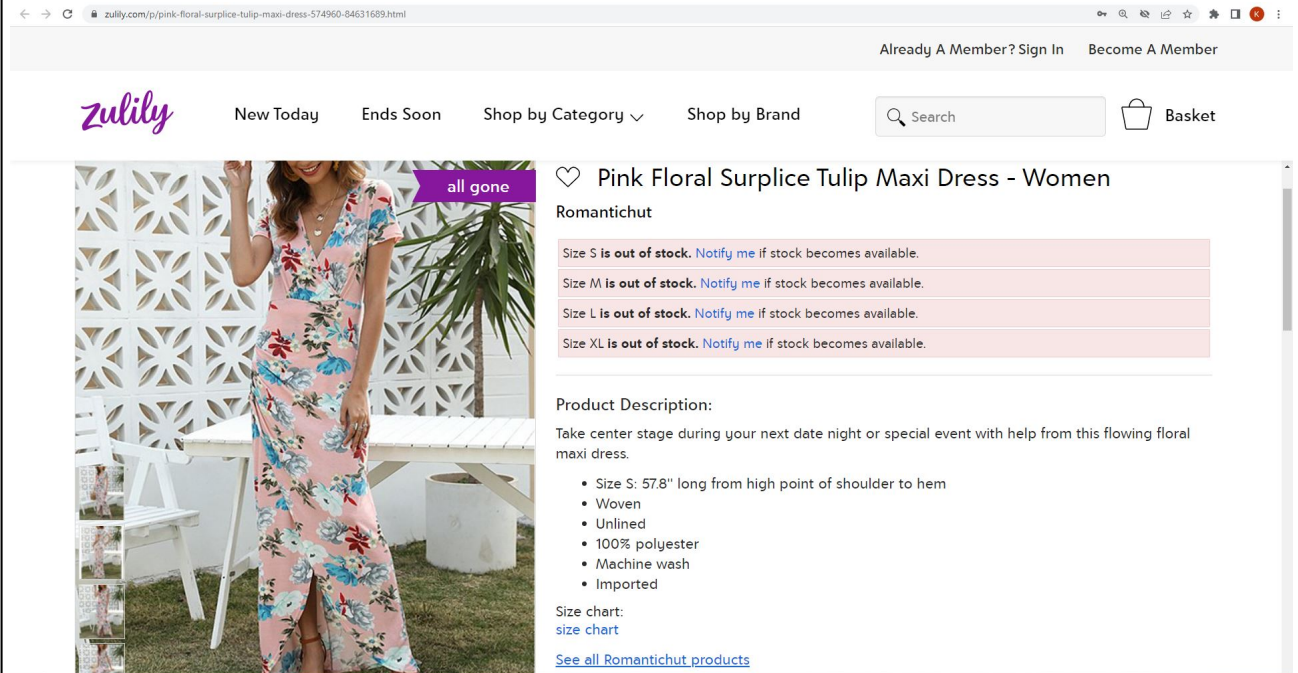 zulily.com/p/pink-floral-surplice-tulip-maxi-dress-574960-84631689.html
K
Already A Member? Sign In Become A Member
zulily New Today Ends Soon Shop by Category Shop by Brand Search Basket
all gone
Pink Floral Surplice Tulip Maxi Dress - Women
Romantichut
Size S is out of stock. Notify me if stock becomes available.
Size M is out of stock. Notify me if stock becomes available.
Size L is out of stock. Notify me if stock becomes available.
Size XL is out of stock. Notify me if stock becomes available.
Product Description:
Take center stage during your next date night or special event with help from this flowing floral
maxi dress.
• Size S: 57.8'' long from high point of shoulder to hem
• Woven
• Unlined
• 100% polyester
• Machine wash
• Imported
Size chart:
size chart
See all Romantichut products